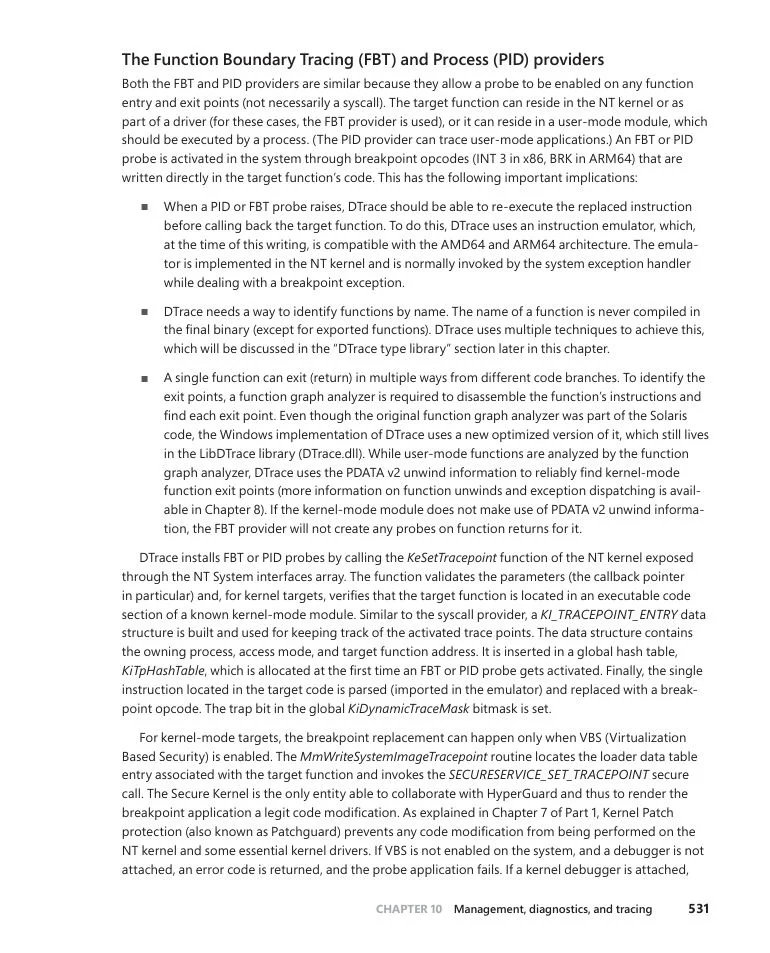 The Function Boundary Tracing (FBT) and Process (PID) providers
Both the FBT and PID providers are similar because they allow a probe to be enabled on any function
entry and exit points (not necessarily a syscall). The target function can reside in the NT kernel or as
part of a driver (for these cases, the FBT provider is used), or it can reside in a user-mode module, which
should be executed by a process. (The PID provider can trace user-mode applications.) An FBT or PID
probe is activated in the system through breakpoint opcodes (INT 3 in x86, BRK in ARM64) that are
written directly in the target function’s code. This has the following important implications:
■ When a PID or FBT probe raises, DTrace should be able to re-execute the replaced instruction
before calling back the target function. To do this, DTrace uses an instruction emulator, which,
at the time of this writing, is compatible with the AMD64 and ARM64 architecture. The emula-
tor is implemented in the NT kernel and is normally invoked by the system exception handler
while dealing with a breakpoint exception.
■ DTrace needs a way to identify functions by name. The name of a function is never compiled in
the final binary (except for exported functions). DTrace uses multiple techniques to achieve this,
which will be discussed in the “DTrace type library” section later in this chapter.
■ A single function can exit (return) in multiple ways from different code branches. To identify the
exit points, a function graph analyzer is required to disassemble the function’s instructions and
find each exit point. Even though the original function graph analyzer was part of the Solaris
code, the Windows implementation of DTrace uses a new optimized version of it, which still lives
in the LibDTrace library (DTrace.dll). While user-mode functions are analyzed by the function
graph analyzer, DTrace uses the PDATA v2 unwind information to reliably find kernel-mode
function exit points (more information on function unwinds and exception dispatching is avail-
able in Chapter 8). If the kernel-mode module does not make use of PDATA v2 unwind informa-
tion, the FBT provider will not create any probes on function returns for it.
DTrace installs FBT or PID probes by calling the KeSetTracepoint function of the NT kernel exposed
through the NT System interfaces array. The function validates the parameters (the callback pointer
in particular) and, for kernel targets, verifies that the target function is located in an executable code
section of a known kernel-mode module. Similar to the syscall provider, a KI_TRACEPOINT_ENTRY data
structure is built and used for keeping track of the activated trace points. The data structure contains
the owning process, access mode, and target function address. It is inserted in a global hash table,
KiTpHashTable, which is allocated at the first time an FBT or PID probe gets activated. Finally, the single
instruction located in the target code is parsed (imported in the emulator) and replaced with a break-
point opcode. The trap bit in the global KiDynamicTraceMask bitmask is set.
For kernel-mode targets, the breakpoint replacement can happen only when VBS (Virtualization
Based Security) is enabled. The MmWriteSystemImageTracepoint routine locates the loader data table
entry associated with the target function and invokes the SECURESERVICE_SET_TRACEPOINT secure
call. The Secure Kernel is the only entity able to collaborate with HyperGuard and thus to render the
breakpoint application a legit code modification. As explained in Chapter 7 of Part 1, Kernel Patch
protection (also known as Patchguard) prevents any code modification from being performed on the
NT kernel and some essential kernel drivers. If VBS is not enabled on the system, and a debugger is not
attached, an error code is returned, and the probe application fails. If a kernel debugger is attached,
CHAPTER 10 Management, diagnostics, and tracing 531